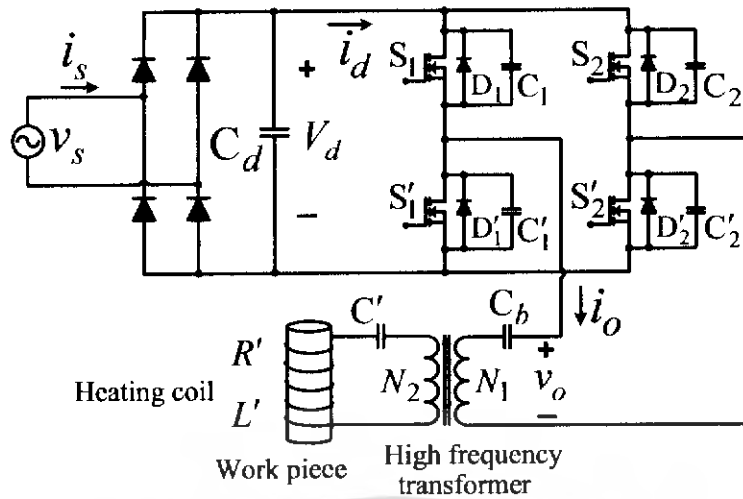 i_s
v_s
C_d
+
V_d
−
i_d
S_1
D_1
C_1
S_2
D_2
C_2
S'_1
D'_1
C'_1
S'_2
D'_2
C'_2
i_o
C'
C_b
R'
L'
Heating coil
N_2
N_1
+
v_o
−
Work piece
High frequency
transformer